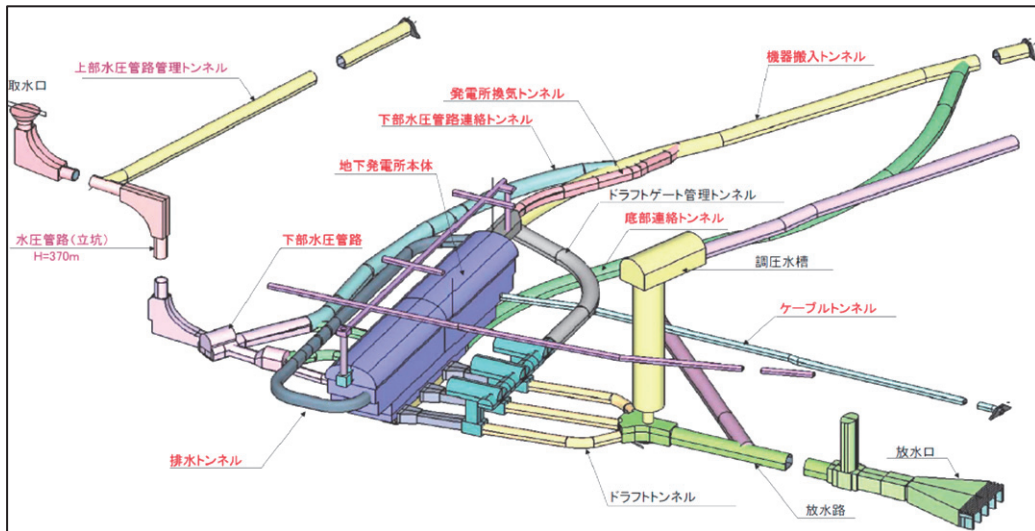 上部水圧管路管理トンネル
機器搬入トンネル
取水口
発電所換気トンネル
下部水圧管路連絡トンネル
地下発電所本体
ドラフトゲート管理トンネル
底部連絡トンネル
水圧管路(立坑)
H=370m
下部水圧管路
調圧水槽
ケーブルトンネル
排水トンネル
ドラフトトンネル
放水路
放水口